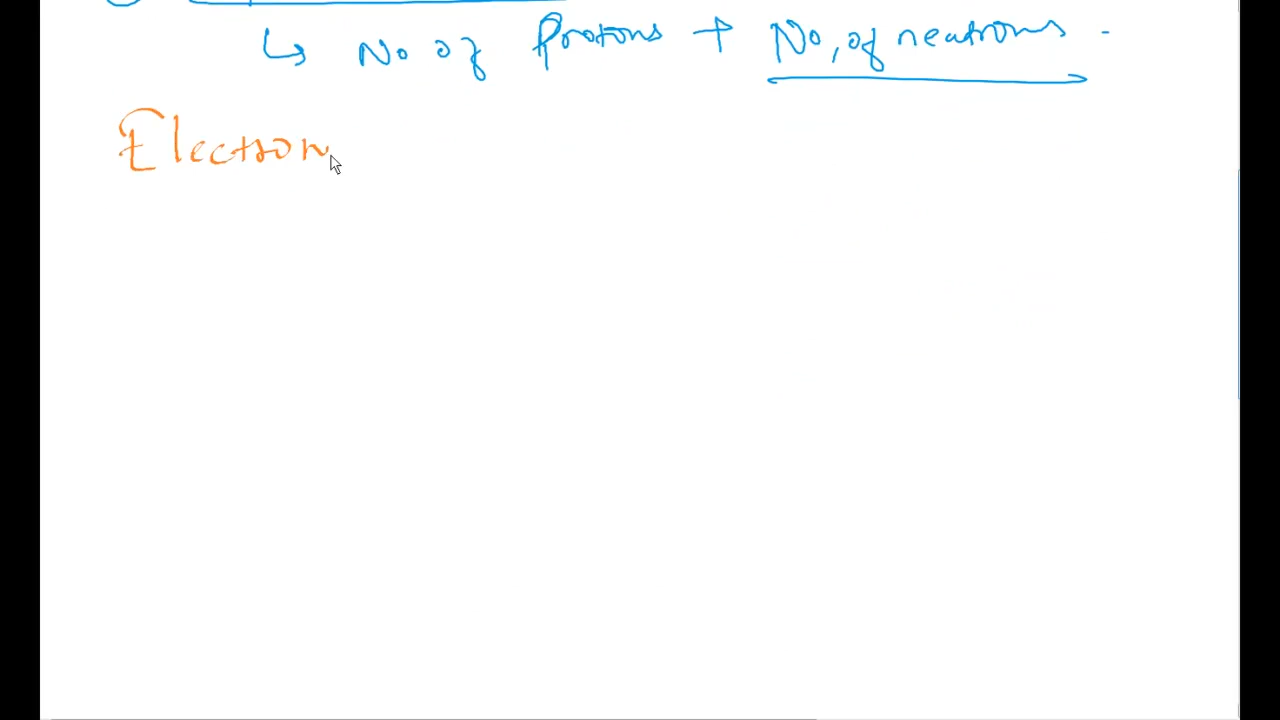 ↳ No of Protons + No, of neutrons .
Electron